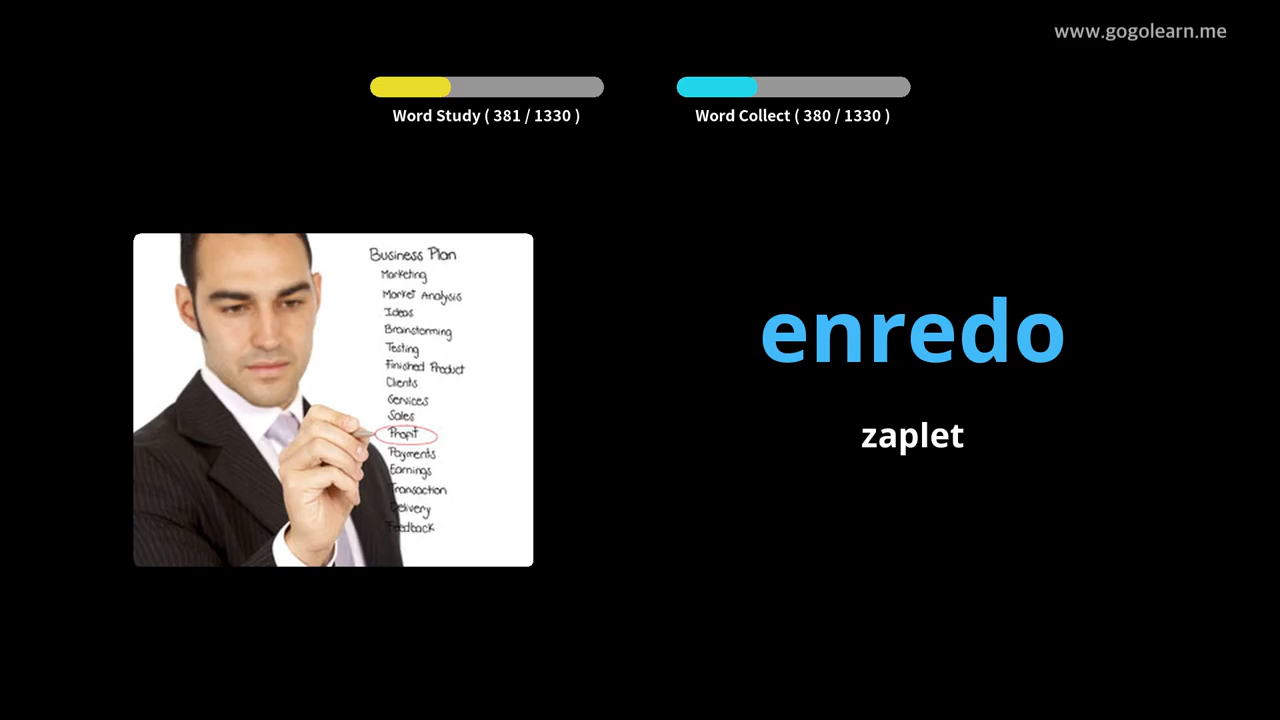 www.gogolearn.me
Word Study ( 381 / 1330 )
Word Collect ( 380 / 1330 )
Business Plan
Marketing
Market Analysis
Ideas
Brainstorming
Testing
Finished Product
Clients
Services
Sales
Profit
Payments
Earnings
Transaction
Delivery
Feedback
enredo
zaplet